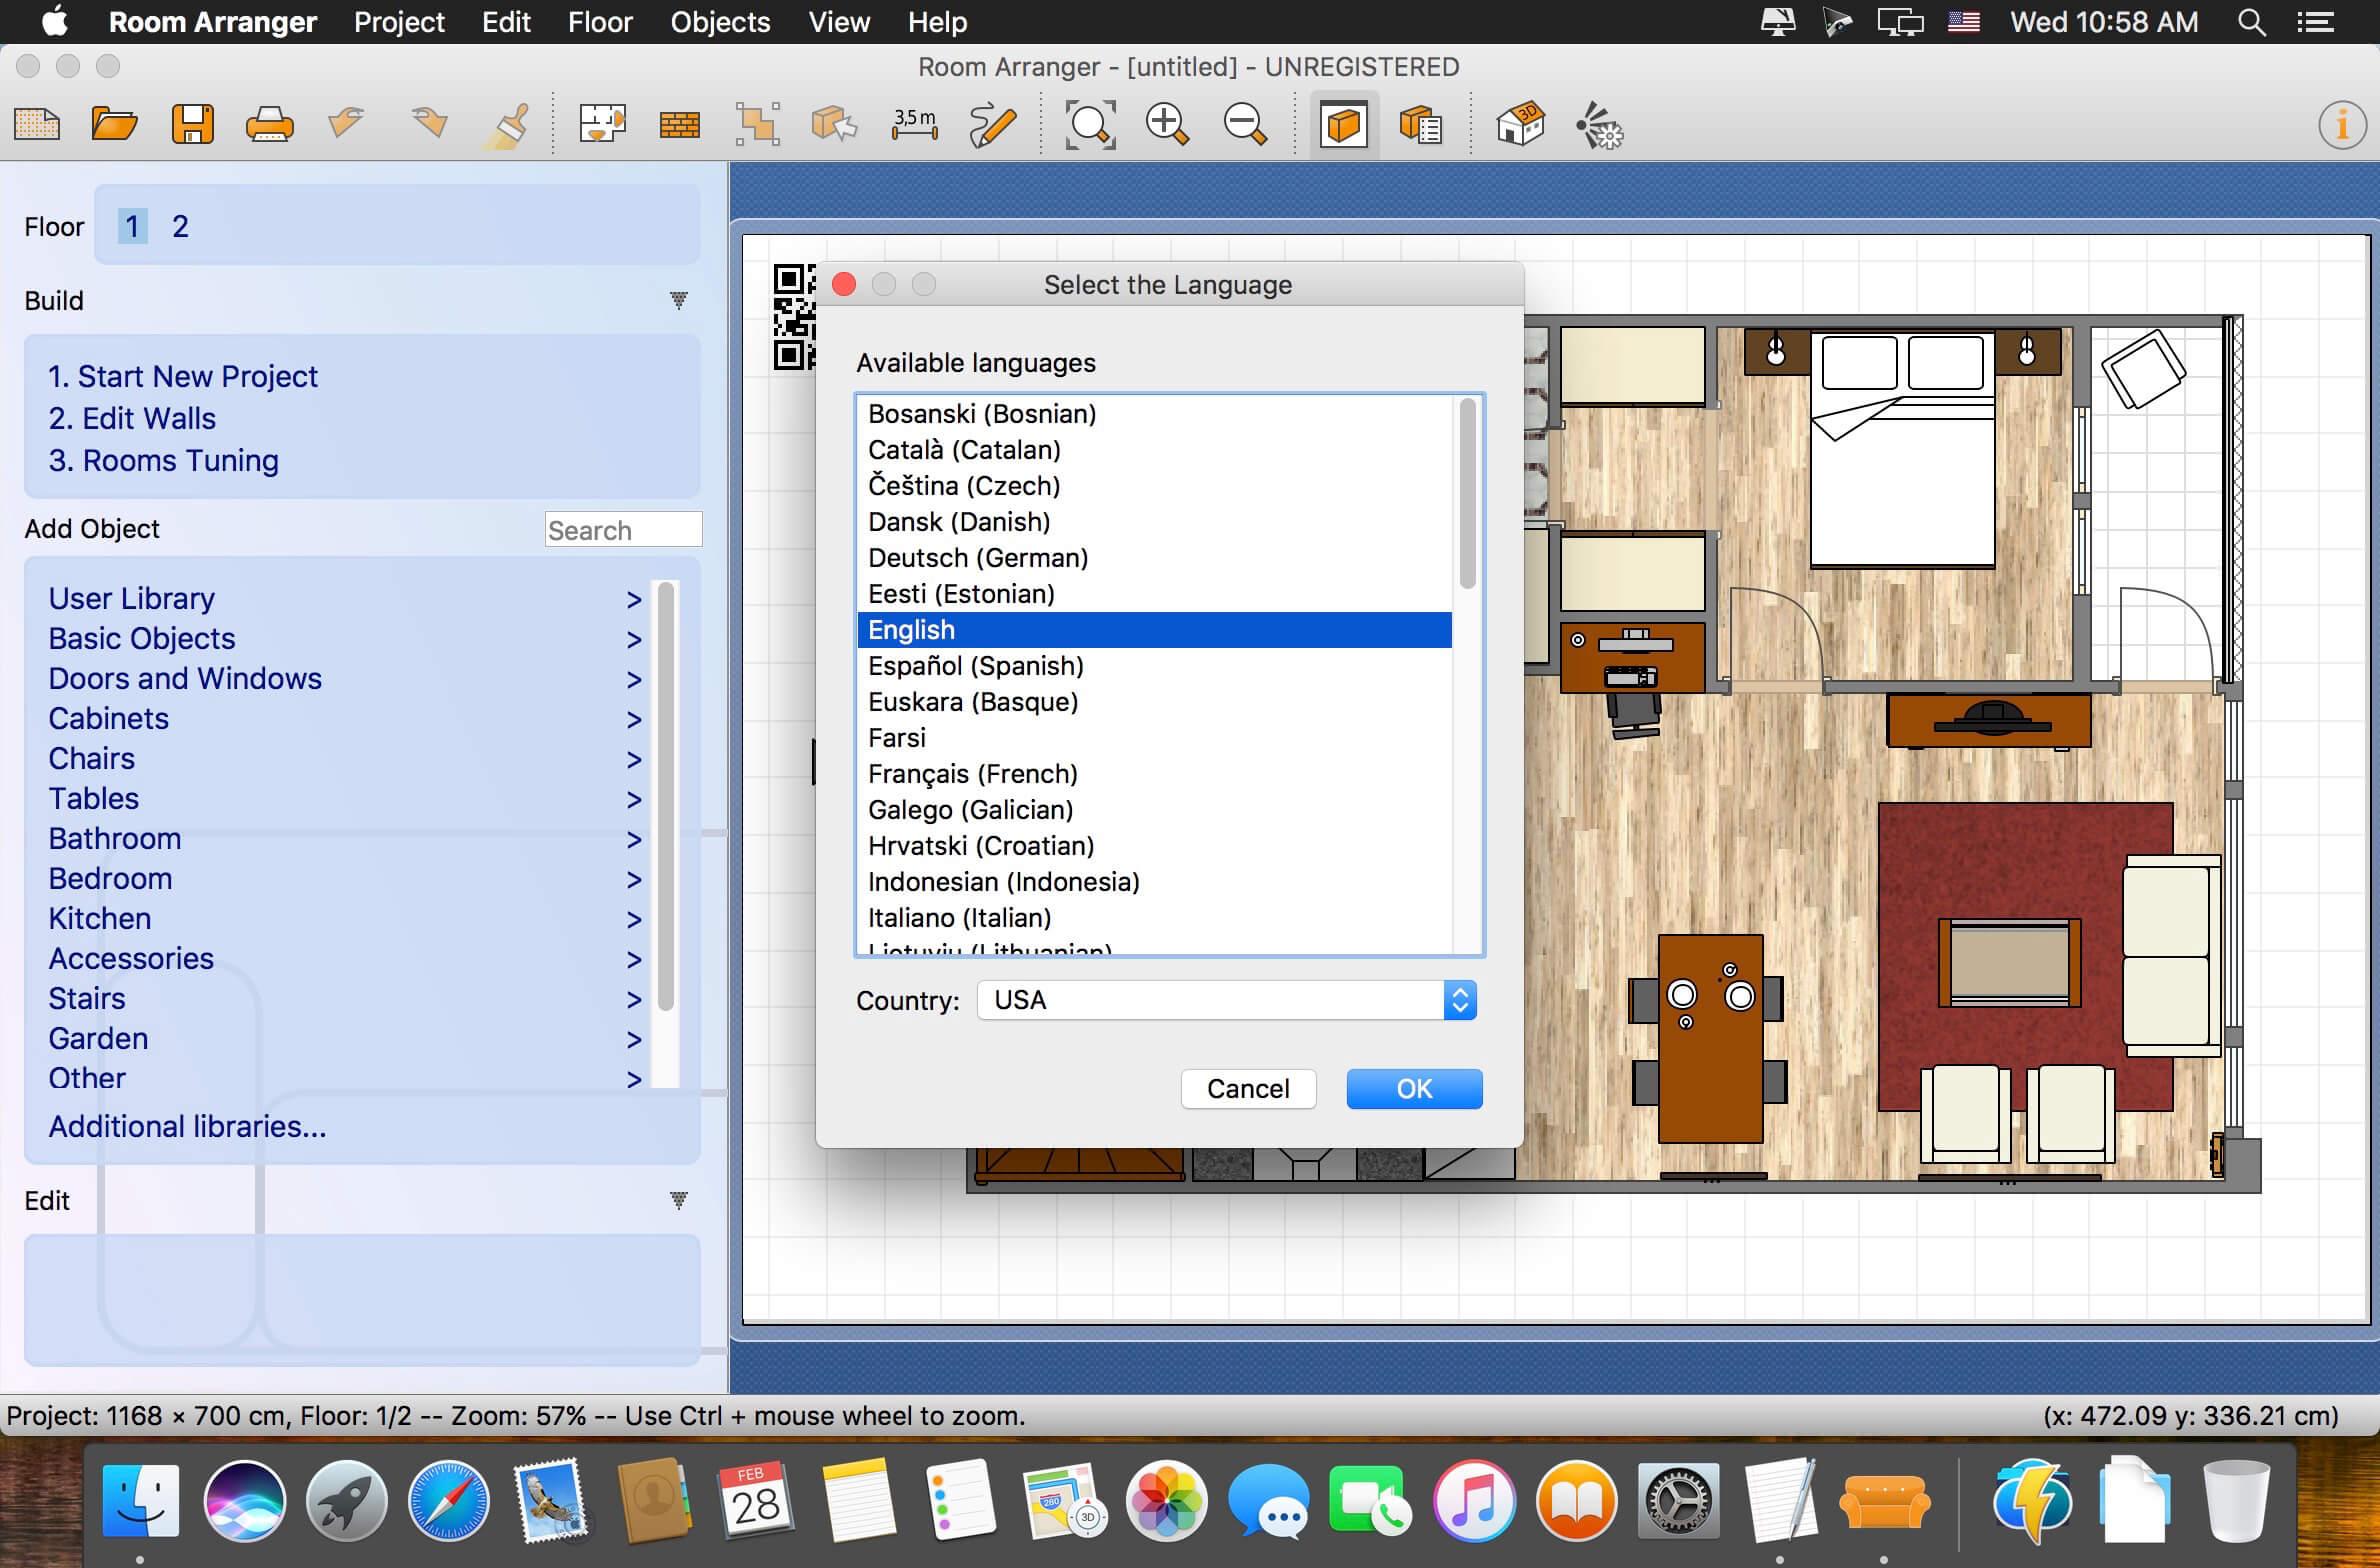 Room Arranger Project Edit Floor Objects View Help Wed 10:58 AM
Room Arranger - [untitled] - UNREGISTERED
3,5 m
3D
i
Floor 1 2
Build
1. Start New Project
2. Edit Walls
3. Rooms Tuning
Add Object Search
User Library >
Basic Objects >
Doors and Windows >
Cabinets >
Chairs >
Tables >
Bathroom >
Bedroom >
Kitchen >
Accessories >
Stairs >
Garden >
Other >
Additional libraries...
Edit
Select the Language
Available languages
Bosanski (Bosnian)
Català (Catalan)
Čeština (Czech)
Dansk (Danish)
Deutsch (German)
Eesti (Estonian)
English
Español (Spanish)
Euskara (Basque)
Farsi
Français (French)
Galego (Galician)
Hrvatski (Croatian)
Indonesian (Indonesia)
Italiano (Italian)
Lietuvių (Lithuanian)
Country: USA
Cancel OK
Project: 1168 × 700 cm, Floor: 1/2 -- Zoom: 57% -- Use Ctrl + mouse wheel to zoom. (x: 472.09 y: 336.21 cm)
FEB
28
280
3D